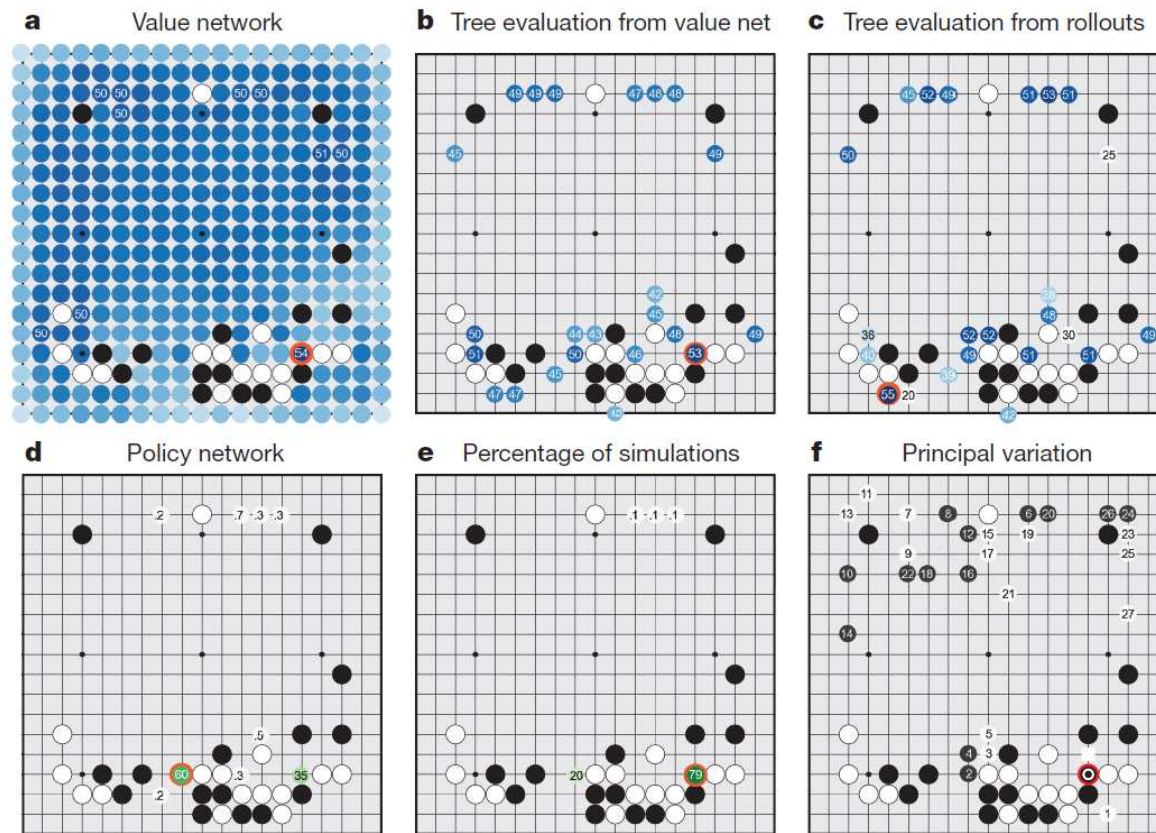 a Value network
b Tree evaluation from value net
c Tree evaluation from rollouts
50 50 50 50
50
51 50
50
50
54
49 49 49 47 46 48
45 49
42
45
50 44 43 48 49
51 50 46 53
45
47 47
43
45 52 49 51 53 51
50 25
48
36 52 52 30 49
40 49 51 51
39
55 20
42
d Policy network
e Percentage of simulations
f Principal variation
.2 .7 .3 .3
.5
60 .3 35
.2
.1 .1 .1
20 79
11
13 7 8 6 20 26 24
12 15 19 23
9 17 25
10 22 18 16
21
27
14
5
4 3
2
1